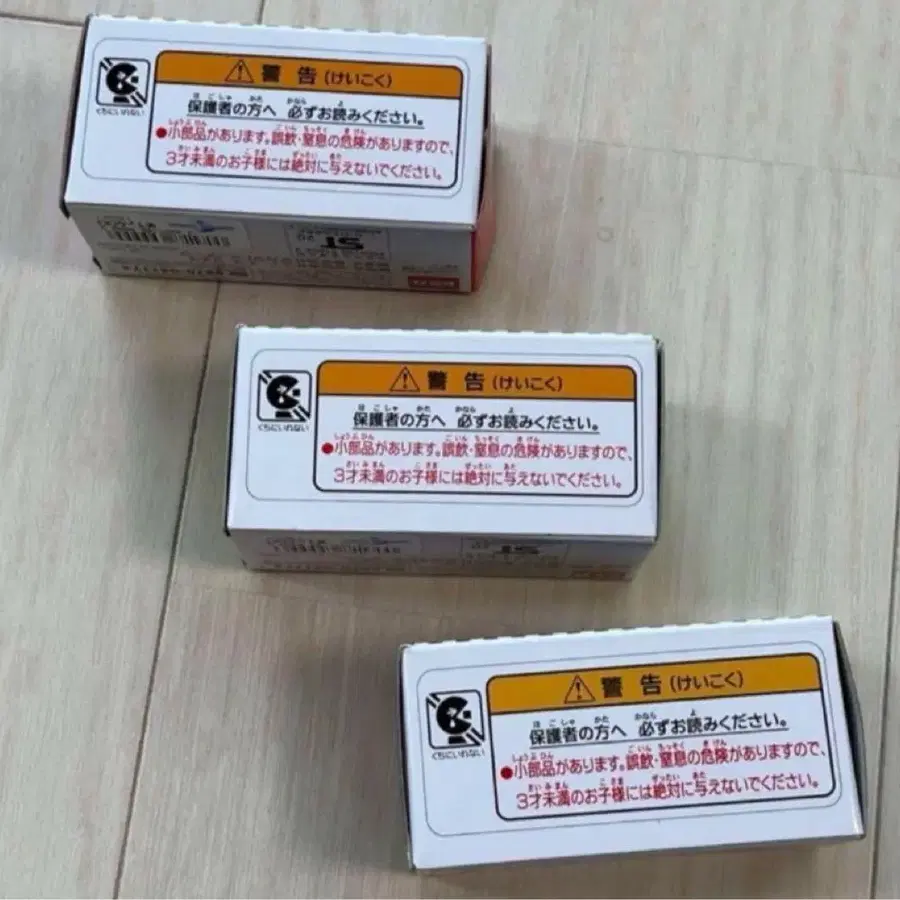 警告(けいこく)
くちにいれない
保護者の方へ 必ずお読みください。
●小部品があります。誤飲・窒息の危険がありますので、
3才未満のお子様には絶対に与えないでください。
ST
警告(けいこく)
くちにいれない
保護者の方へ 必ずお読みください。
●小部品があります。誤飲・窒息の危険がありますので、
3才未満のお子様には絶対に与えないでください。
ST
警告(けいこく)
くちにいれない
保護者の方へ 必ずお読みください。
●小部品があります。誤飲・窒息の危険がありますので、
3才未満のお子様には絶対に与えないでください。